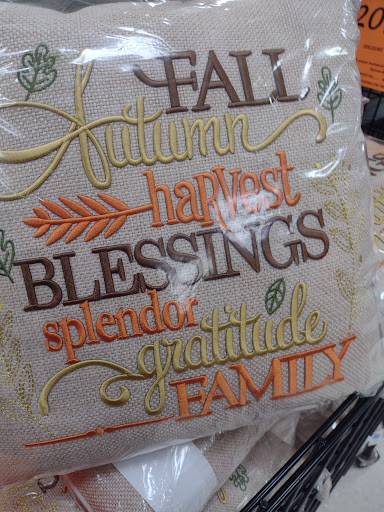 FALL
Autumn
haRVest
BLESSINGS
splendor
gratitude
FAMILY